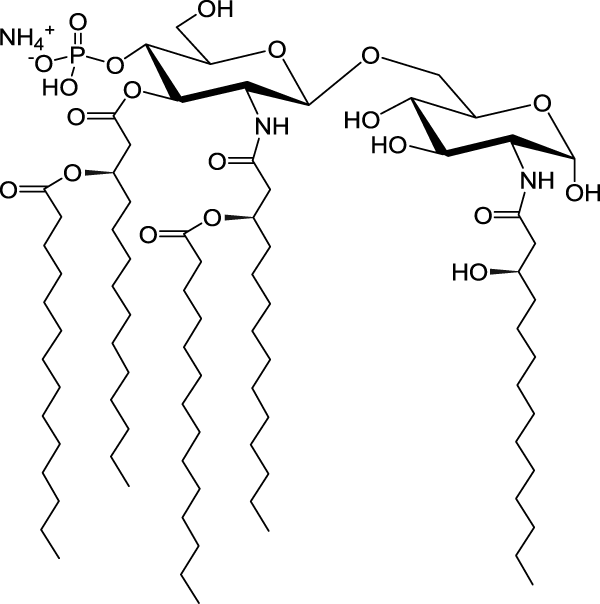 OH
NH4+ O
-O P O O O
HO
O HO O
O NH HO
O O NH OH
O O O
O HO